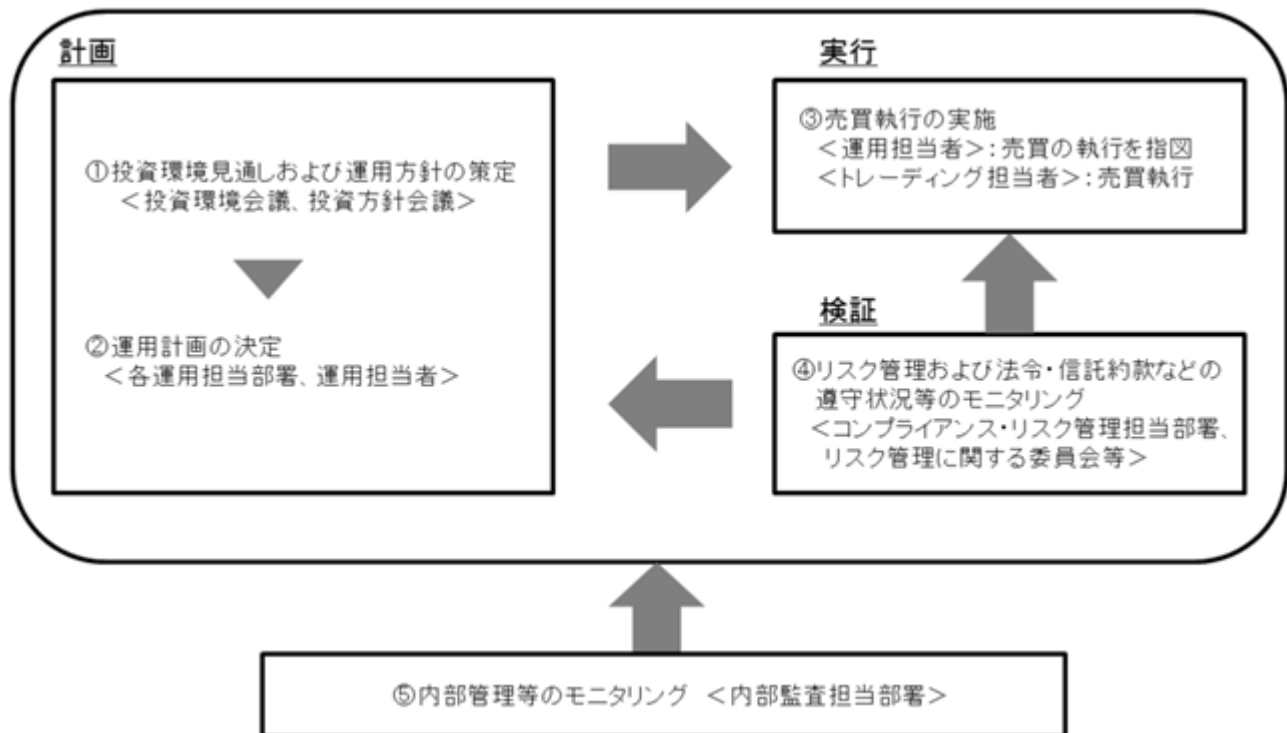 計画
①投資環境見通しおよび運用方針の策定
<投資環境会議、投資方針会議>
②運用計画の決定
<各運用担当部署、運用担当者>
実行
③売買執行の実施
<運用担当者>:売買の執行を指図
<トレーディング担当者>:売買執行
検証
④リスク管理および法令・信託約款などの
遵守状況等のモニタリング
<コンプライアンス・リスク管理担当部署、
リスク管理に関する委員会等>
⑤内部管理等のモニタリング <内部監査担当部署>